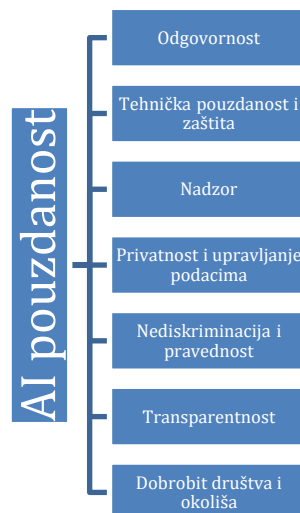 AI pouzdanost
Odgovornost
Tehnička pouzdanost i
zaštita
Nadzor
Privatnost i upravljanje
podacima
Nediskriminacija i
pravednost
Transparentnost
Dobrobit društva i
okoliša